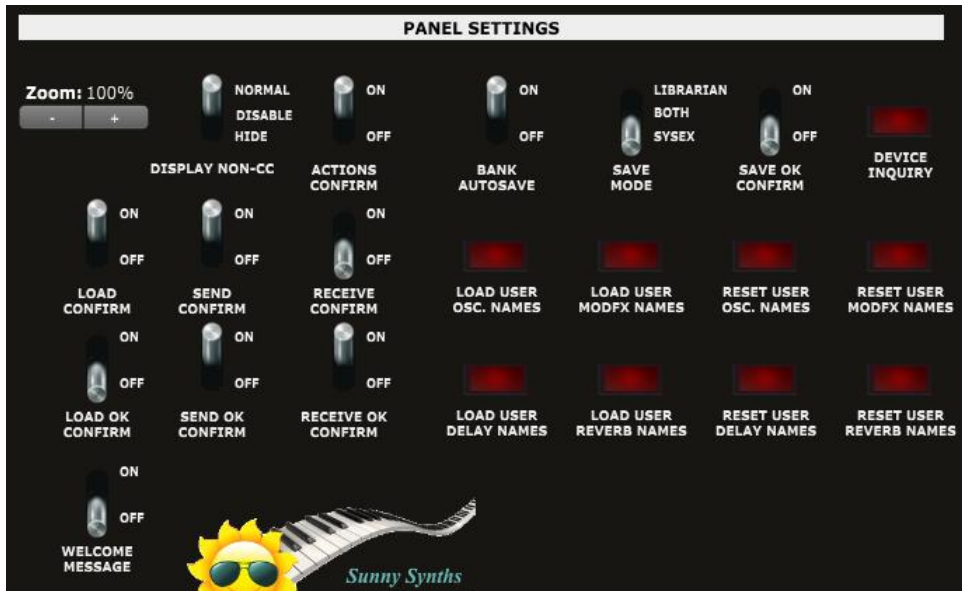 PANEL SETTINGS
Zoom: 100%
- +
NORMAL
DISABLE
HIDE
DISPLAY NON-CC
ON
OFF
ACTIONS
CONFIRM
ON
OFF
BANK
AUTOSAVE
LIBRARIAN
BOTH
SYSEX
SAVE
MODE
ON
OFF
SAVE OK
CONFIRM
DEVICE
INQUIRY
ON
OFF
LOAD
CONFIRM
ON
OFF
SEND
CONFIRM
ON
OFF
RECEIVE
CONFIRM
LOAD USER
OSC. NAMES
LOAD USER
MODFX NAMES
RESET USER
OSC. NAMES
RESET USER
MODFX NAMES
ON
OFF
LOAD OK
CONFIRM
ON
OFF
SEND OK
CONFIRM
ON
OFF
RECEIVE OK
CONFIRM
LOAD USER
DELAY NAMES
LOAD USER
REVERB NAMES
RESET USER
DELAY NAMES
RESET USER
REVERB NAMES
ON
OFF
WELCOME
MESSAGE
Sunny Synths